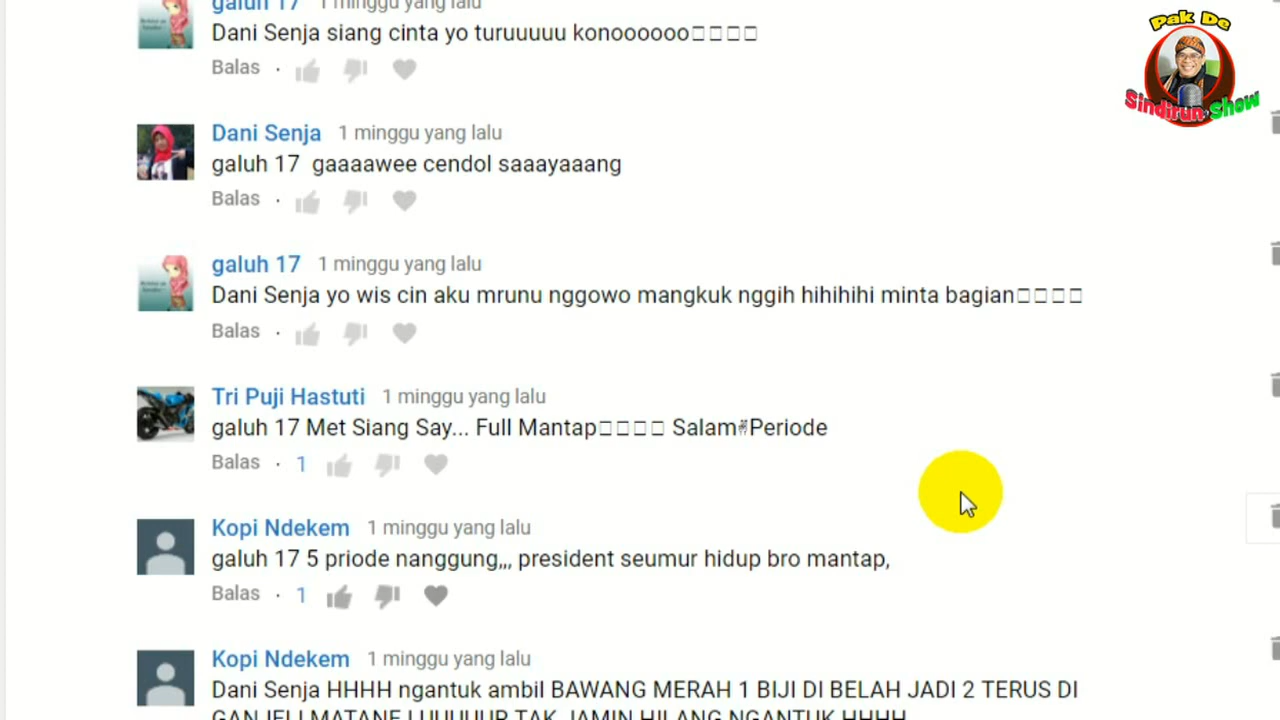 galuh 17 1 minggu yang lalu
Dani Senja siang cinta yo turuuuuu konoooooo
Balas ·
Dani Senja 1 minggu yang lalu
galuh 17 gaaaawee cendol saaayaaang
Balas ·
galuh 17 1 minggu yang lalu
Dani Senja yo wis cin aku mrunu nggowo mangkuk nggih hihihihi minta bagian
Balas ·
Tri Puji Hastuti 1 minggu yang lalu
galuh 17 Met Siang Say... Full Mantap Salam✌Periode
Balas · 1
Kopi Ndekem 1 minggu yang lalu
galuh 17 5 priode nanggung,,, president seumur hidup bro mantap,
Balas · 1
Kopi Ndekem 1 minggu yang lalu
Dani Senja HHHH ngantuk ambil BAWANG MERAH 1 BIJI DI BELAH JADI 2 TERUS DI
GANJELI MATANE LUUUUUR TAK JAMIN HILANG NGANTUK HHHH
Pak De
Sindirun Show